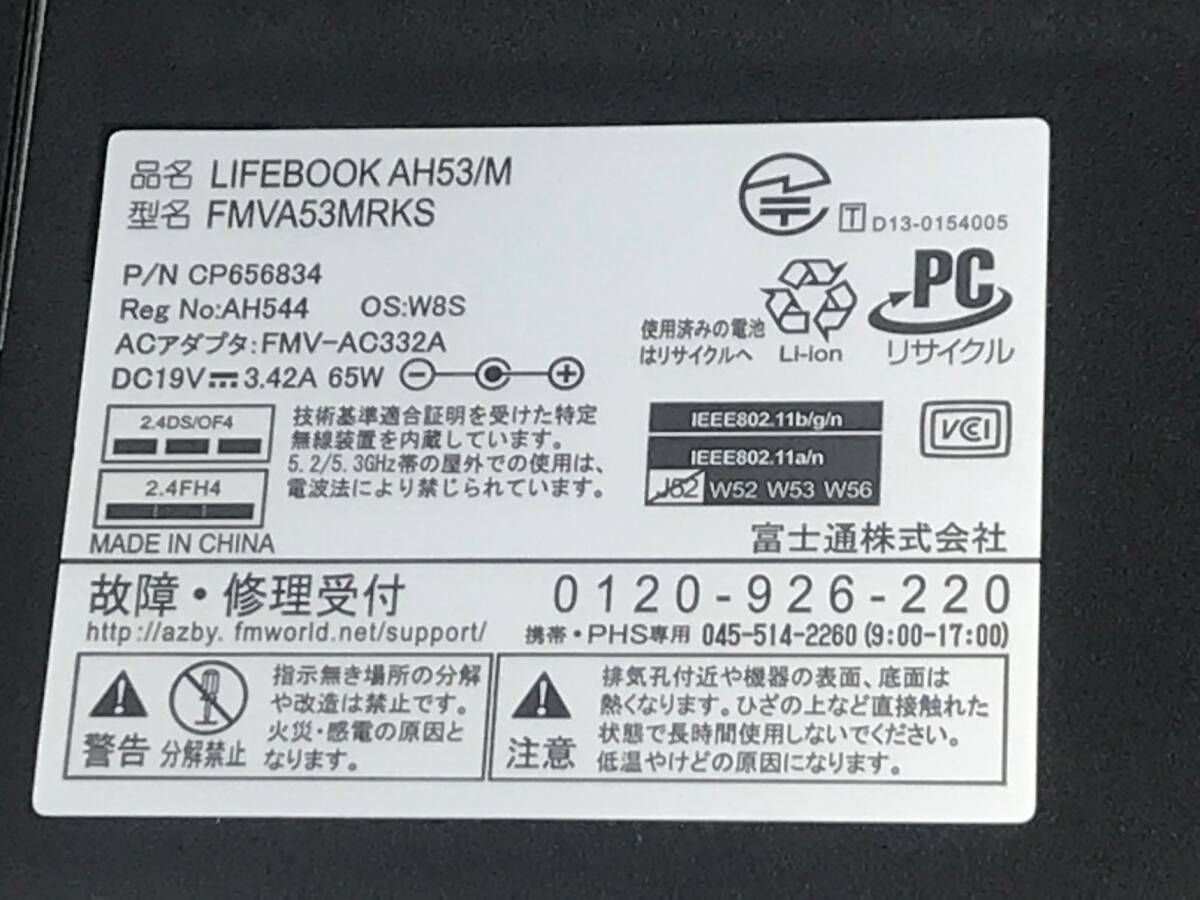 品名 LIFEBOOK AH53/M
型名 FMVA53MRKS
T D13-0154005
P/N CP656834
Reg No:AH544 OS:W8S
ACアダプタ:FMV-AC332A
DC19V 3.42A 65W − +
使用済みの電池
はリサイクルへ
Li-ion
PC
リサイクル
2.4DS/OF4
2.4FH4
技術基準適合証明を受けた特定
無線装置を内蔵しています。
5.2/5.3GHz帯の屋外での使用は、
電波法により禁じられています。
IEEE802.11b/g/n
IEEE802.11a/n
J52 W52 W53 W56
VCCI
MADE IN CHINA
富士通株式会社
故障・修理受付 0120-926-220
http://azby.fmworld.net/support/ 携帯・PHS専用 045-514-2260 (9:00-17:00)
警告
分解禁止
指示無き場所の分解
や改造は禁止です。
火災・感電の原因と
なります。
注意
排気孔付近や機器の表面、底面は
熱くなります。ひざの上など直接触れた
状態で長時間使用しないでください。
低温やけどの原因になります。